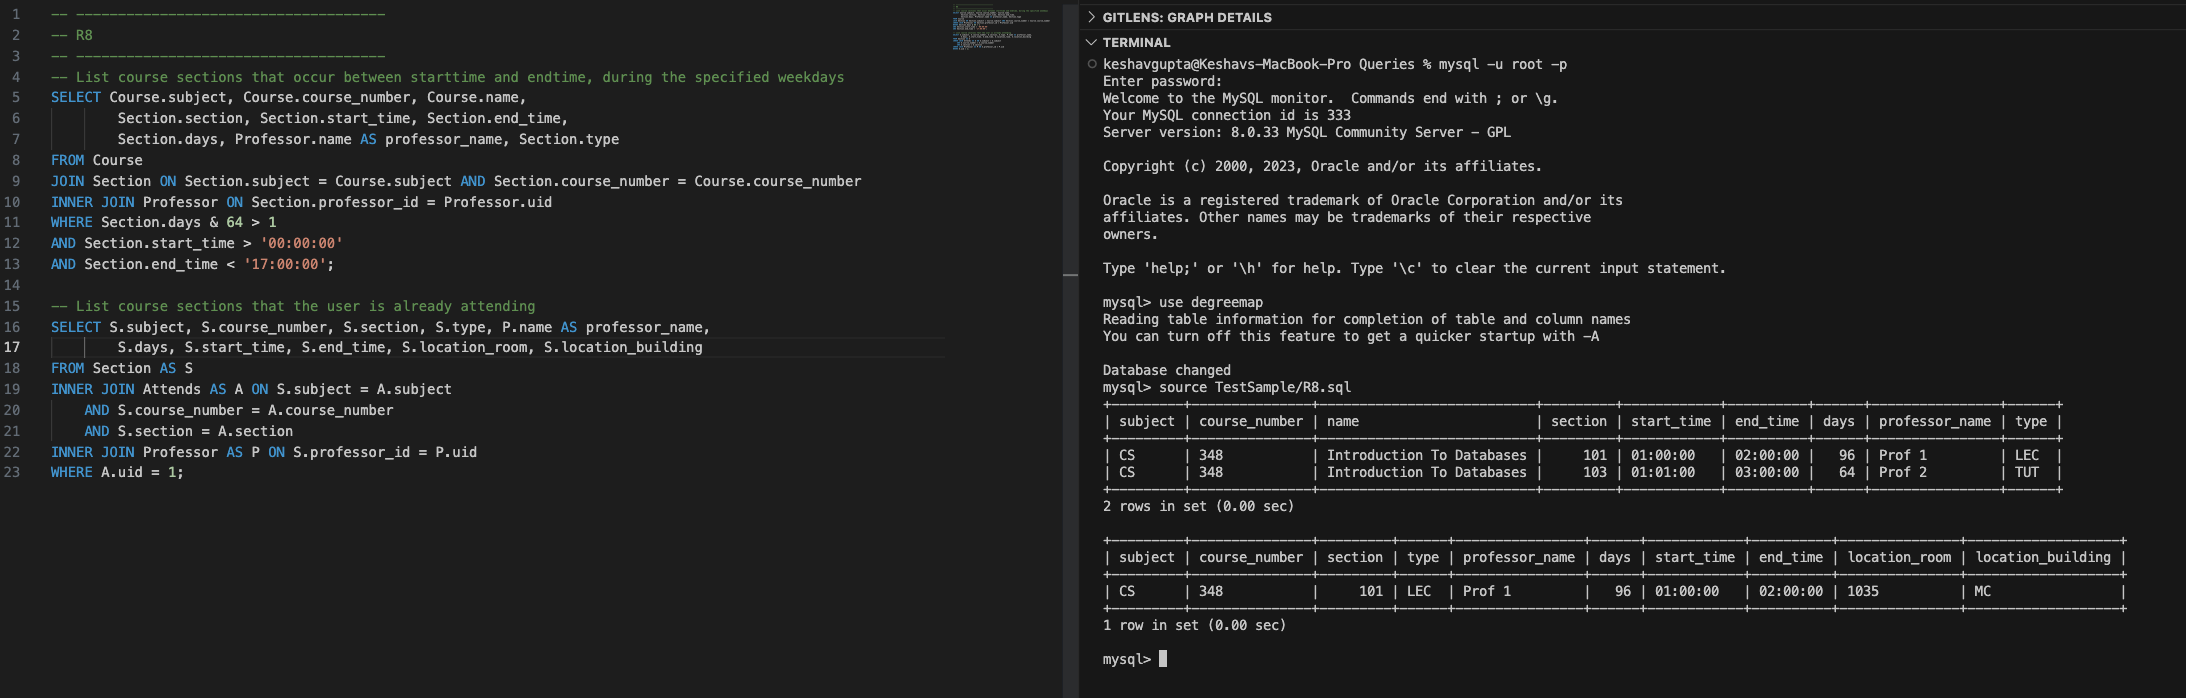 1 -- -------------------------------------
2 -- R8
3 -- -------------------------------------
4 -- List course sections that occur between starttime and endtime, during the specified weekdays
5 SELECT Course.subject, Course.course_number, Course.name,
6         Section.section, Section.start_time, Section.end_time,
7         Section.days, Professor.name AS professor_name, Section.type
8 FROM Course
9 JOIN Section ON Section.subject = Course.subject AND Section.course_number = Course.course_number
10 INNER JOIN Professor ON Section.professor_id = Professor.uid
11 WHERE Section.days & 64 > 1
12 AND Section.start_time > '00:00:00'
13 AND Section.end_time < '17:00:00';
14
15 -- List course sections that the user is already attending
16 SELECT S.subject, S.course_number, S.section, S.type, P.name AS professor_name,
17         S.days, S.start_time, S.end_time, S.location_room, S.location_building
18 FROM Section AS S
19 INNER JOIN Attends AS A ON S.subject = A.subject
20     AND S.course_number = A.course_number
21     AND S.section = A.section
22 INNER JOIN Professor AS P ON S.professor_id = P.uid
23 WHERE A.uid = 1;
GITLENS: GRAPH DETAILS
TERMINAL
keshavgupta@Keshavs-MacBook-Pro Queries % mysql -u root -p
Enter password:
Welcome to the MySQL monitor.  Commands end with ; or \g.
Your MySQL connection id is 333
Server version: 8.0.33 MySQL Community Server - GPL

Copyright (c) 2000, 2023, Oracle and/or its affiliates.

Oracle is a registered trademark of Oracle Corporation and/or its
affiliates. Other names may be trademarks of their respective
owners.

Type 'help;' or '\h' for help. Type '\c' to clear the current input statement.

mysql> use degreemap
Reading table information for completion of table and column names
You can turn off this feature to get a quicker startup with -A

Database changed
mysql> source TestSample/R8.sql
+---------+---------------+---------------------------+---------+------------+----------+------+----------------+------+
| subject | course_number | name                      | section | start_time | end_time | days | professor_name | type |
+---------+---------------+---------------------------+---------+------------+----------+------+----------------+------+
| CS      | 348           | Introduction To Databases |     101 | 01:00:00   | 02:00:00 |   96 | Prof 1         | LEC  |
| CS      | 348           | Introduction To Databases |     103 | 01:01:00   | 03:00:00 |   64 | Prof 2         | TUT  |
+---------+---------------+---------------------------+---------+------------+----------+------+----------------+------+
2 rows in set (0.00 sec)

+---------+---------------+---------+------+----------------+------+------------+----------+---------------+-------------------+
| subject | course_number | section | type | professor_name | days | start_time | end_time | location_room | location_building |
+---------+---------------+---------+------+----------------+------+------------+----------+---------------+-------------------+
| CS      | 348           |     101 | LEC  | Prof 1         |   96 | 01:00:00   | 02:00:00 | 1035          | MC                |
+---------+---------------+---------+------+----------------+------+------------+----------+---------------+-------------------+
1 row in set (0.00 sec)

mysql>